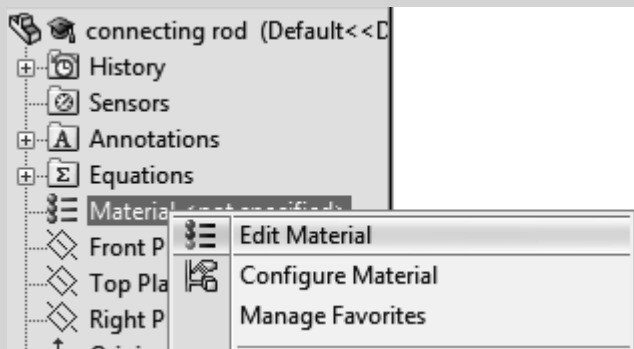 connecting rod (Default<<D
History
Sensors
Annotations
Equations
Material <not specified>
Edit Material
Front P
Configure Material
Top Pla
Manage Favorites
Right P